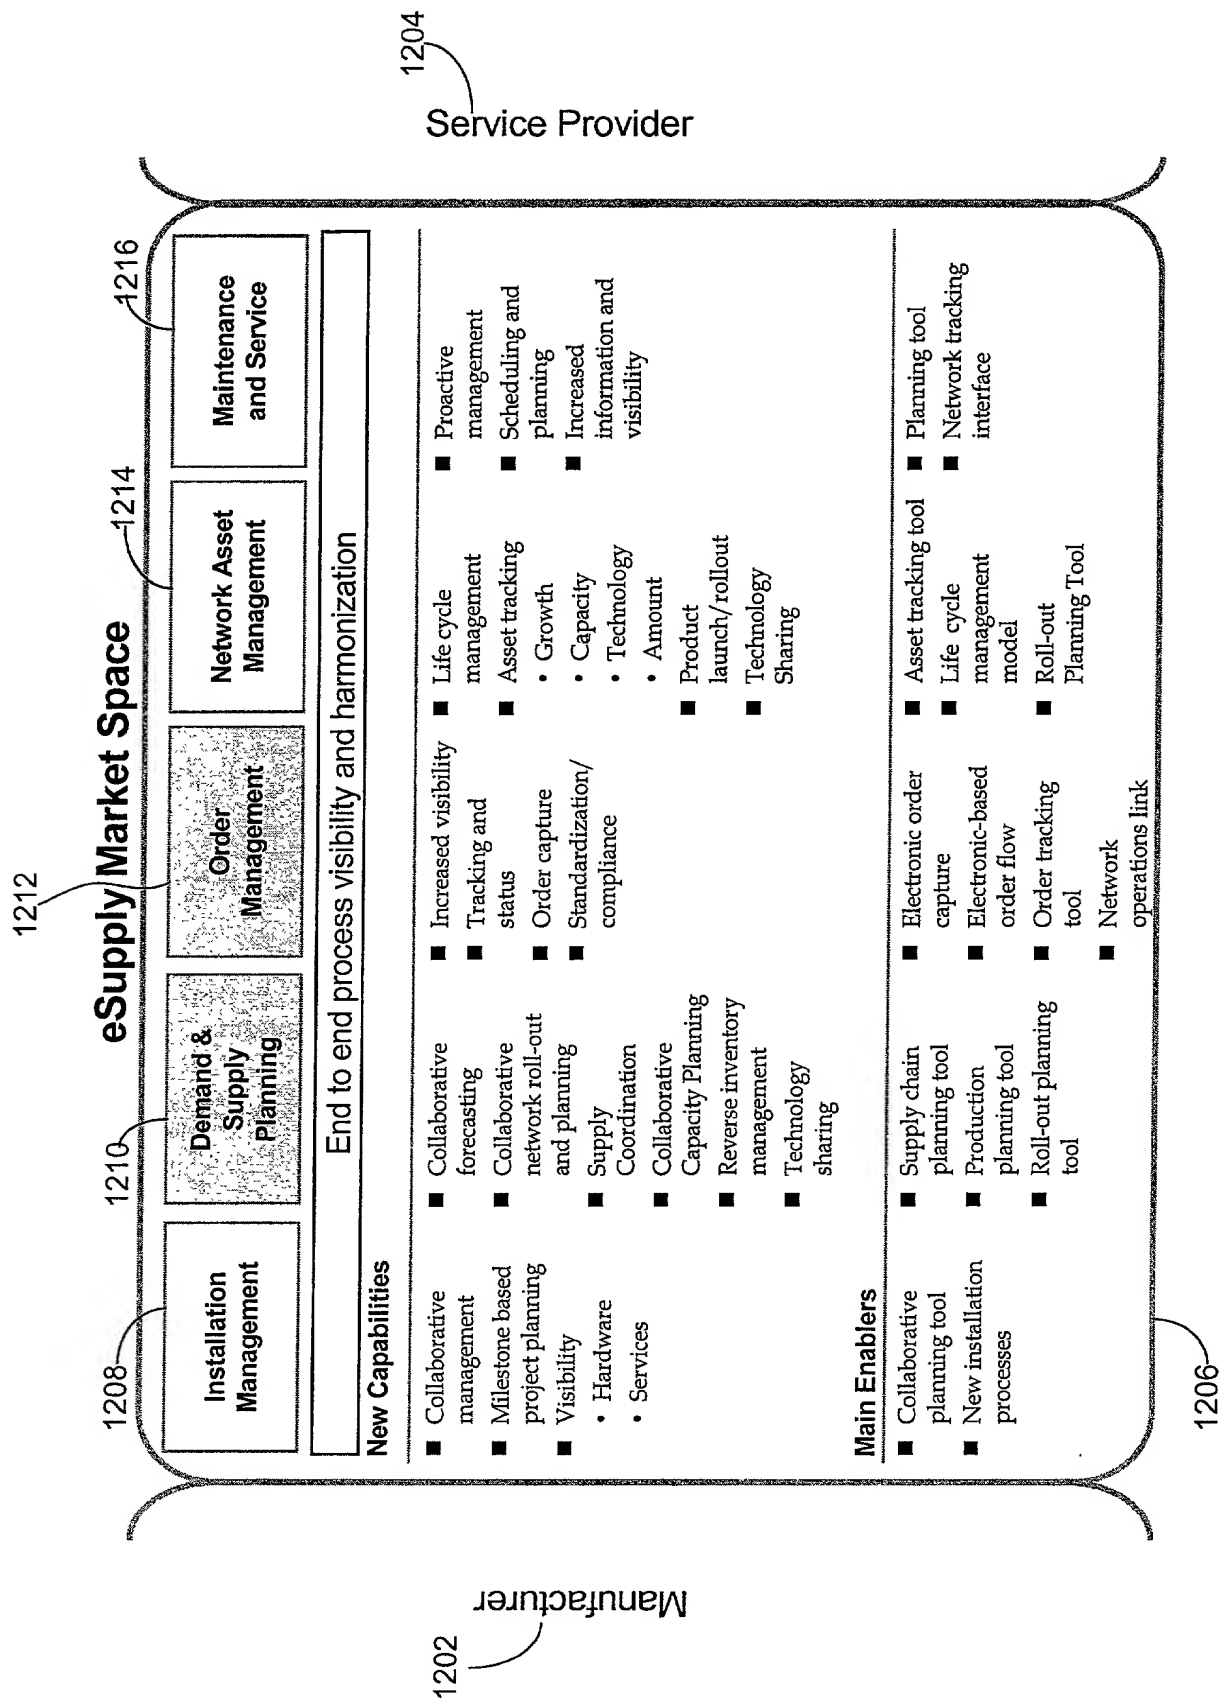 1212
eSupply Market Space
1208
1210
1214
1216
Installation
Management
Demand &
Supply
Planning
Order
Management
Network Asset
Management
Maintenance
and Service
End to end process visibility and harmonization
New Capabilities
■ Collaborative
management
■ Milestone based
project planning
■ Visibility
• Hardware
• Services
■ Collaborative
forecasting
■ Collaborative
network roll-out
and planning
■ Supply
Coordination
■ Collaborative
Capacity Planning
■ Reverse inventory
management
■ Technology
sharing
■ Increased visibility
■ Tracking and
status
■ Order capture
■ Standardization/
compliance
■ Life cycle
management
■ Asset tracking
• Growth
• Capacity
• Technology
• Amount
■ Product
launch/rollout
■ Technology
Sharing
■ Proactive
management
■ Scheduling and
planning
■ Increased
information and
visibility
Main Enablers
■ Collaborative
planning tool
■ New installation
processes
■ Supply chain
planning tool
■ Production
planning tool
■ Roll-out planning
tool
■ Electronic order
capture
■ Electronic-based
order flow
■ Order tracking
tool
■ Network
operations link
■ Asset tracking tool
■ Life cycle
management
model
■ Roll-out
Planning Tool
■ Planning tool
■ Network tracking
interface
1202
Manufacturer
1204
Service Provider
1206